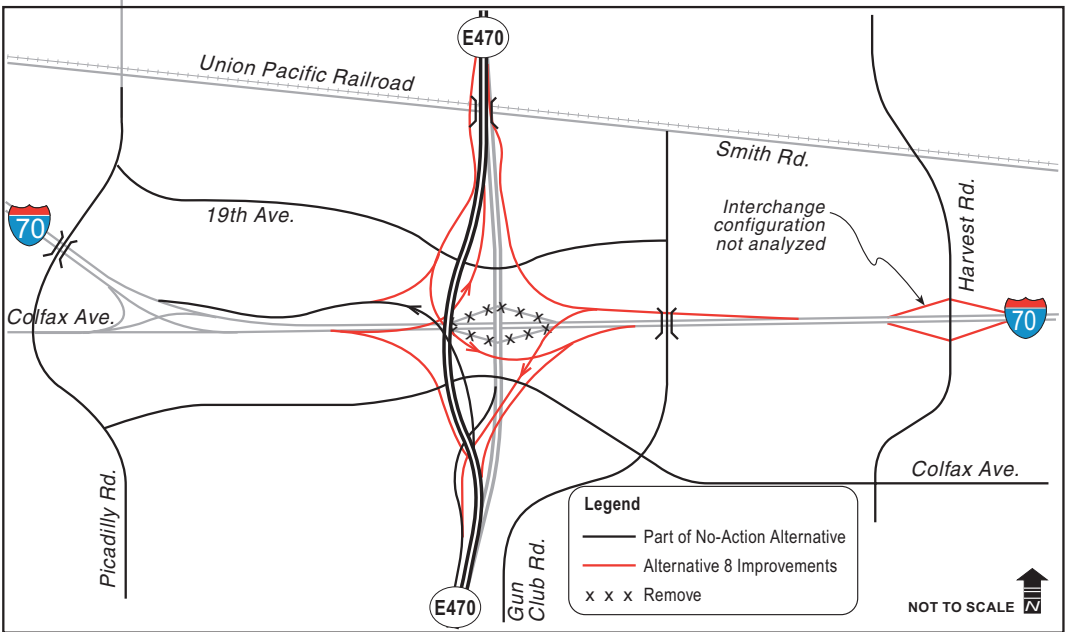 E470
Union Pacific Railroad
Smith Rd.
19th Ave.
70
Interchange
configuration
not analyzed
Harvest Rd.
Colfax Ave.
70
Colfax Ave.
Picadilly Rd.
Gun
Club Rd.
Legend
Part of No-Action Alternative
Alternative 8 Improvements
x x x Remove
E470
NOT TO SCALE
N